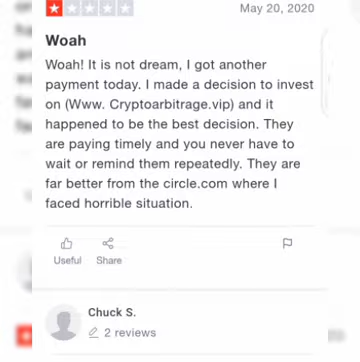 May 20, 2020
Woah
Woah! It is not dream, I got another
payment today. I made a decision to invest
on (Www. Cryptoarbitrage.vip) and it
happened to be the best decision. They
are paying timely and you never have to
wait or remind them repeatedly. They are
far better from the circle.com where I
faced horrible situation.
Useful Share
Chuck S.
2 reviews